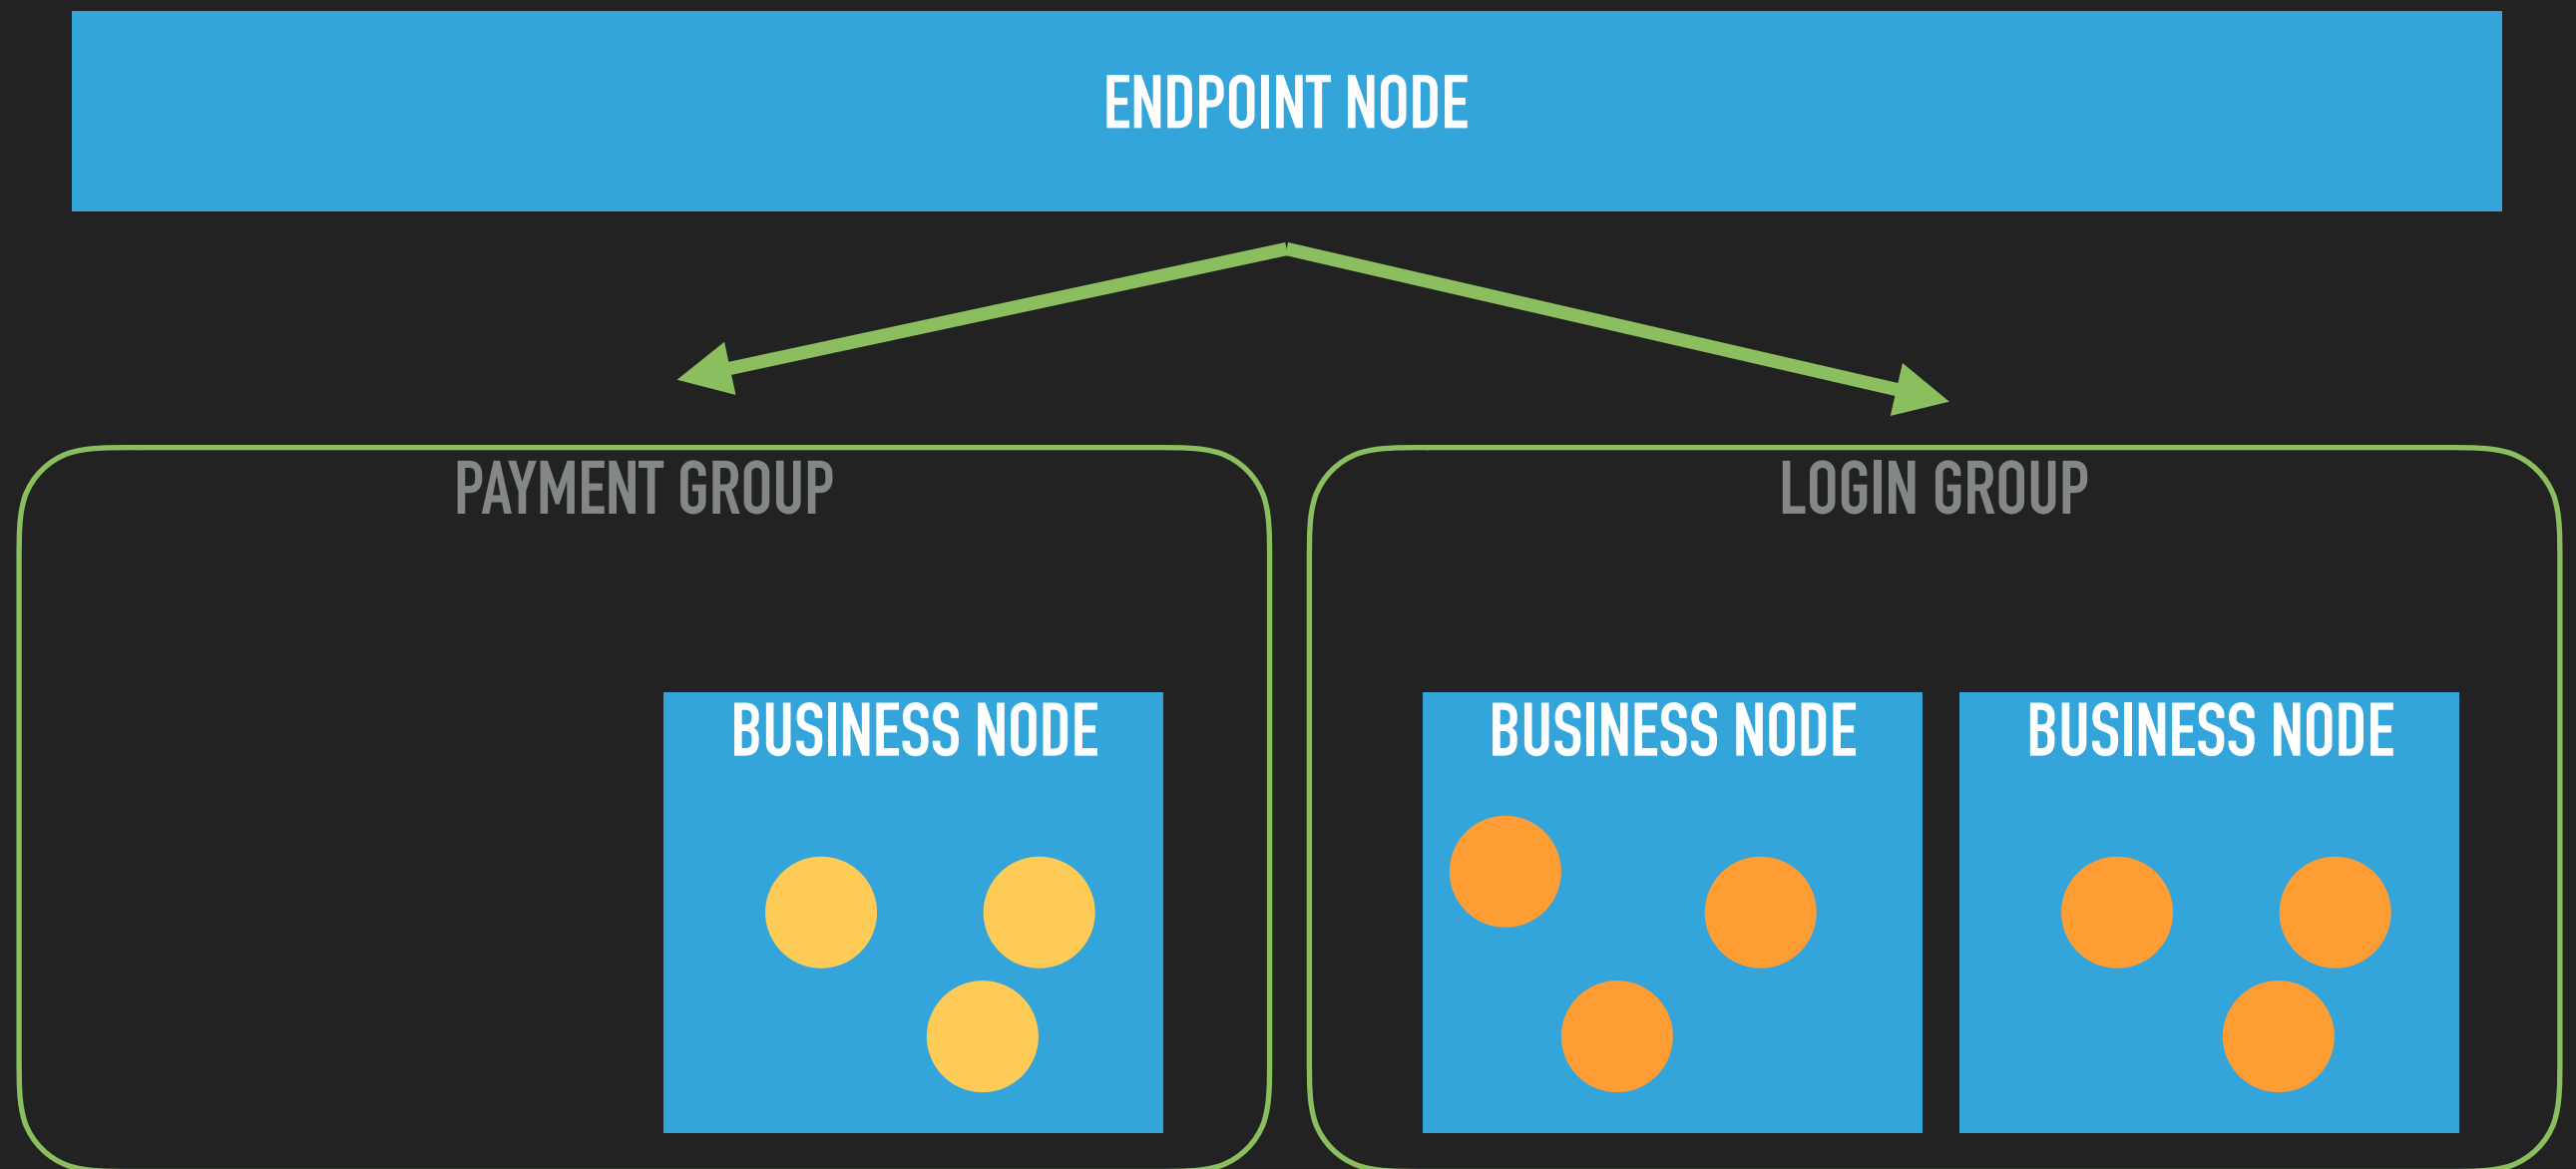 ENDPOINT NODE
PAYMENT GROUP
LOGIN GROUP
BUSINESS NODE
BUSINESS NODE
BUSINESS NODE